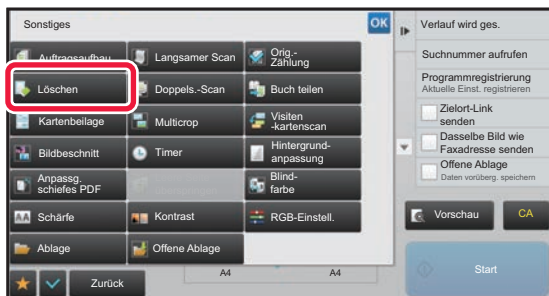 Sonstiges
OK
Auftragsaufbau
Langsamer Scan
Orig.-
Zählung
Löschen
Doppels.-Scan
Buch teilen
Kartenbeilage
Multicrop
Visiten
-kartenscan
Bildbeschnitt
Timer
Hintergrund-
anpassung
Anpassg.
schiefes PDF
Blind-
farbe
Schärfe
Kontrast
RGB-Einstell.
Ablage
Offene Ablage
Zurück
A4
A4
Verlauf wird ges.
Suchnummer aufrufen
Programmregistrierung
Aktuelle Einst. registrieren
Zielort-Link
senden
Dasselbe Bild wie
Faxadresse senden
Offene Ablage
Daten vorüberg. speichern
Vorschau
CA
Start